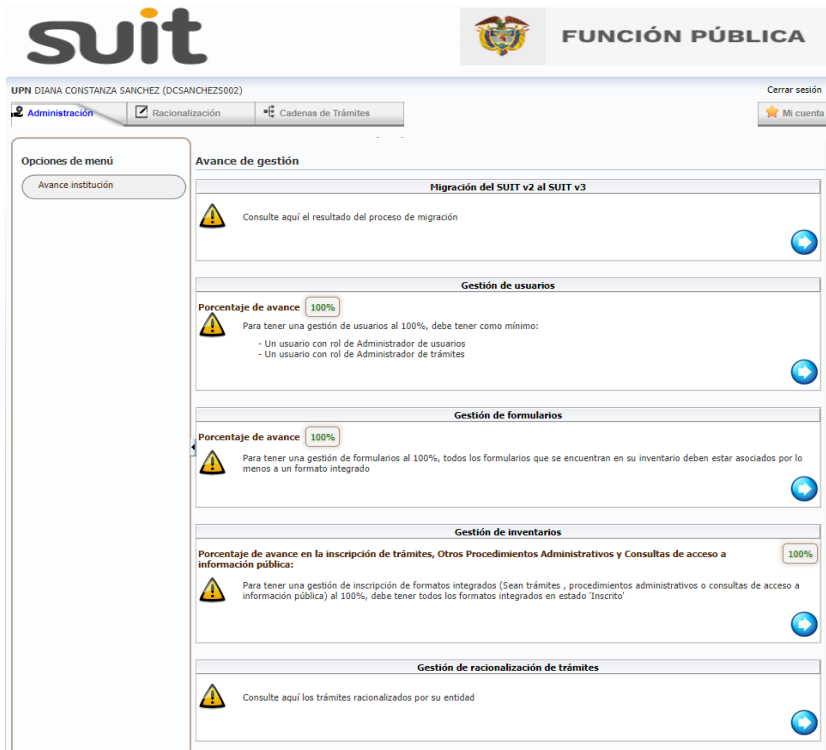 suit
FUNCIÓN PÚBLICA
UPN DIANA CONSTANZA SANCHEZ (DCSANCHEZS002)
Cerrar sesión
Administración
Racionalización
Cadenas de Trámites
Mi cuenta
Opciones de menú
Avance institución
Avance de gestión
Migración del SUIT v2 al SUIT v3
Consulte aquí el resultado del proceso de migración
Gestión de usuarios
Porcentaje de avance 100%
Para tener una gestión de usuarios al 100%, debe tener como mínimo:
- Un usuario con rol de Administrador de usuarios
- Un usuario con rol de Administrador de trámites
Gestión de formularios
Porcentaje de avance 100%
Para tener una gestión de formularios al 100%, todos los formularios que se encuentran en su inventario deben estar asociados por lo
menos a un formato integrado
Gestión de inventarios
Porcentaje de avance en la inscripción de trámites, Otros Procedimientos Administrativos y Consultas de acceso a
información pública:
100%
Para tener una gestión de inscripción de formatos integrados (Sean trámites , procedimientos administrativos o consultas de acceso a
información pública) al 100%, debe tener todos los formatos integrados en estado 'Inscrito'
Gestión de racionalización de trámites
Consulte aquí los trámites racionalizados por su entidad